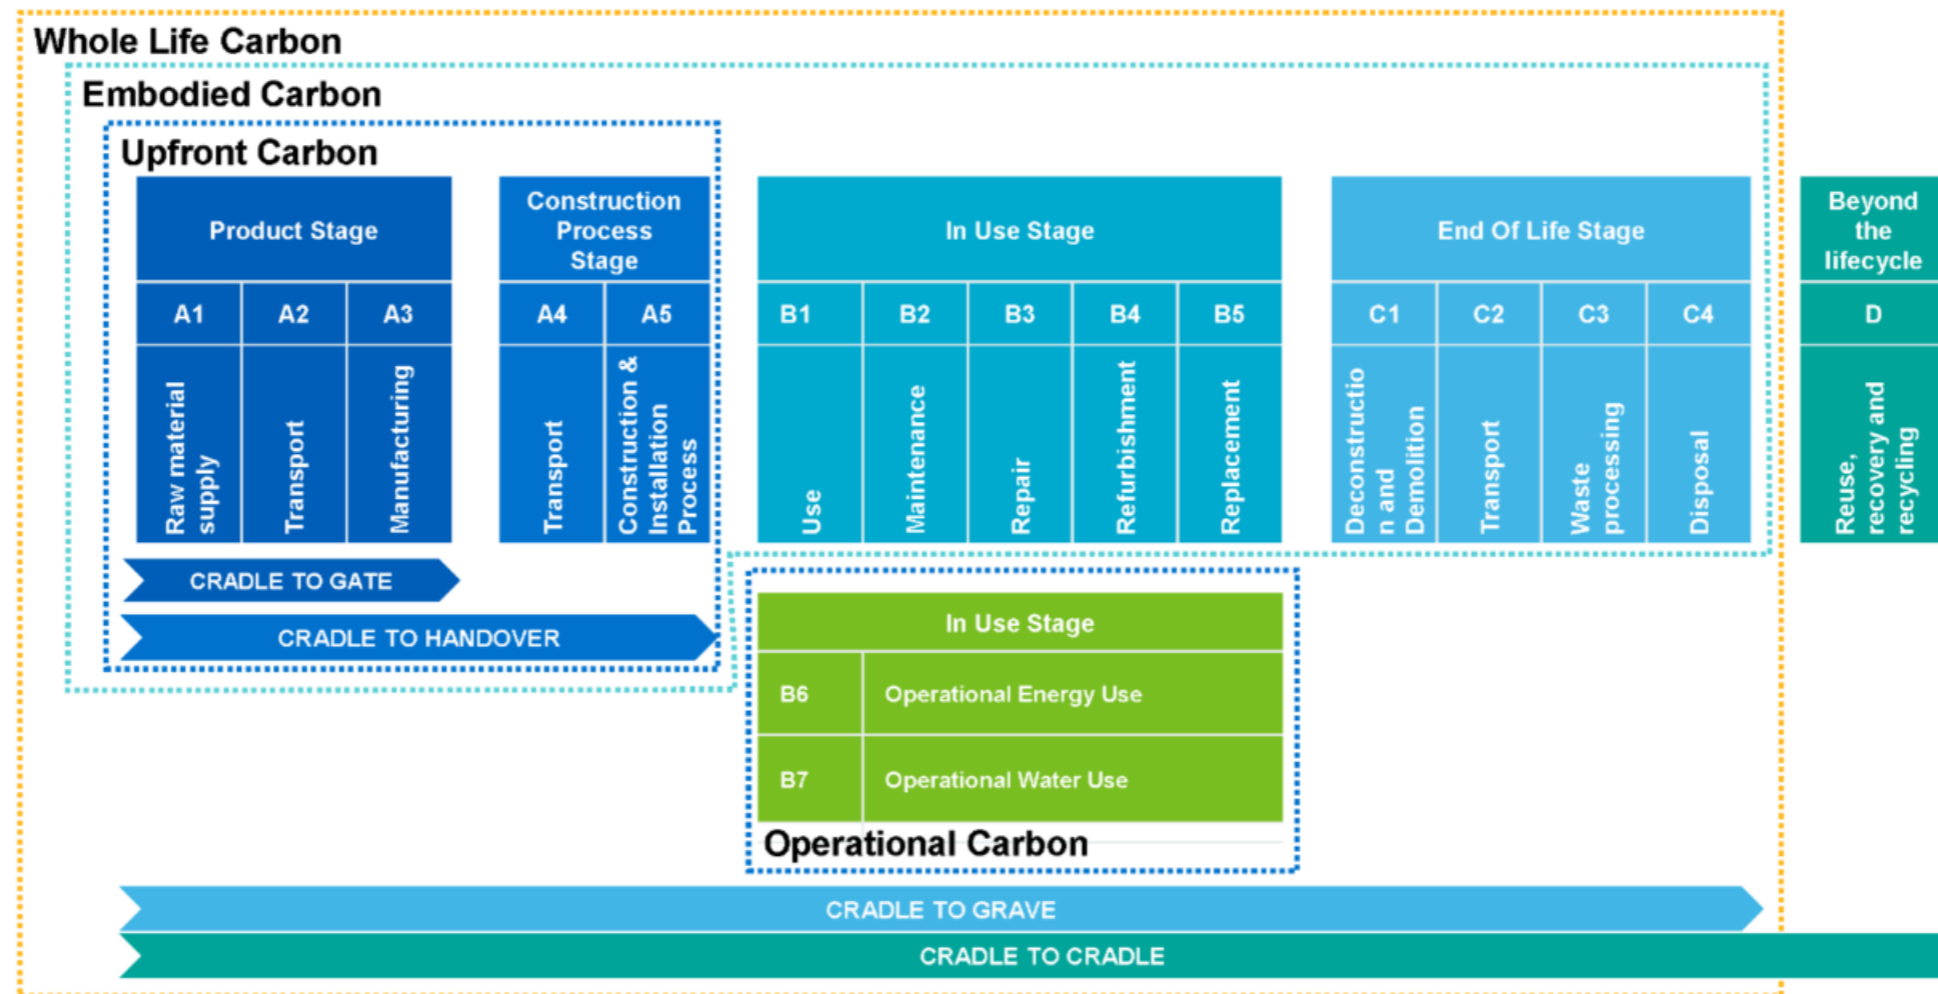 Whole Life Carbon
Embodied Carbon
Upfront Carbon
Product Stage
Construction
Process
Stage
In Use Stage
End Of Life Stage
Beyond
the
lifecycle
A1
A2
A3
A4
A5
B1
B2
B3
B4
B5
C1
C2
C3
C4
D
Raw material
supply
Transport
Manufacturing
Transport
Construction &
Installation
Process
Use
Maintenance
Repair
Refurbishment
Replacement
Deconstructio
n and
Demolition
Transport
Waste
processing
Disposal
Reuse,
recovery and
recycling
CRADLE TO GATE
CRADLE TO HANDOVER
In Use Stage
B6
Operational Energy Use
B7
Operational Water Use
Operational Carbon
CRADLE TO GRAVE
CRADLE TO CRADLE